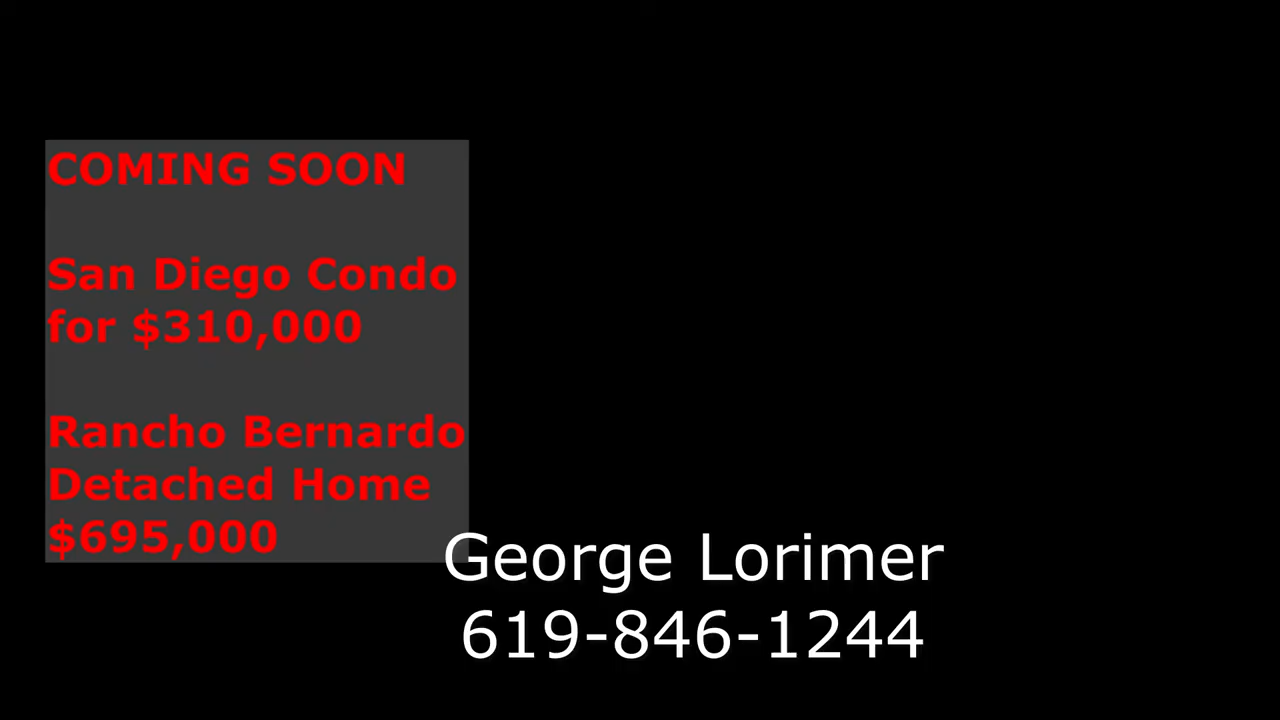 COMING SOON
San Diego Condo
for $310,000
Rancho Bernardo
Detached Home
$695,000
George Lorimer
619-846-1244